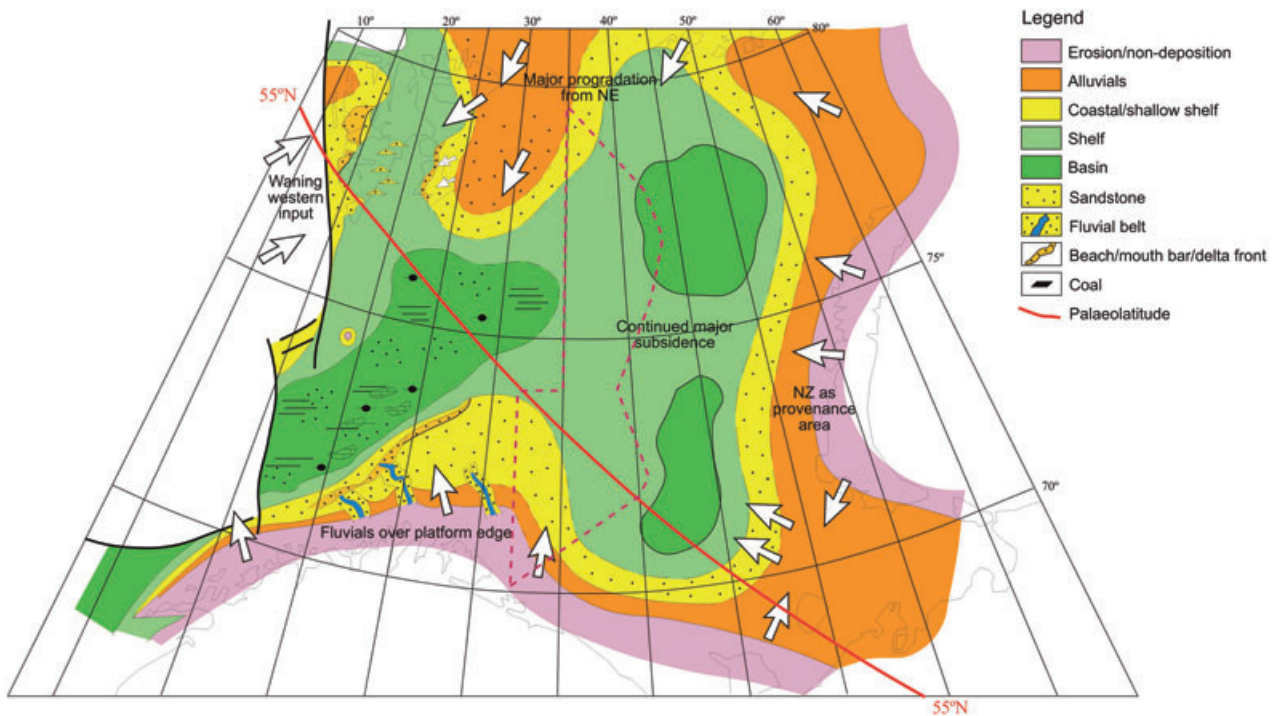 10°
20°
30°
40°
50°
60°
80°
Legend
Erosion/non-deposition
Alluvials
Coastal/shallow shelf
Shelf
Basin
Sandstone
Fluvial belt
Beach/mouth bar/delta front
Coal
Palaeolatitude
55°N
Major progradation
from NE
Waning
western
input
75°
Continued major
subsidence
NZ as
provenance
area
70°
Fluvials over platform edge
55°N